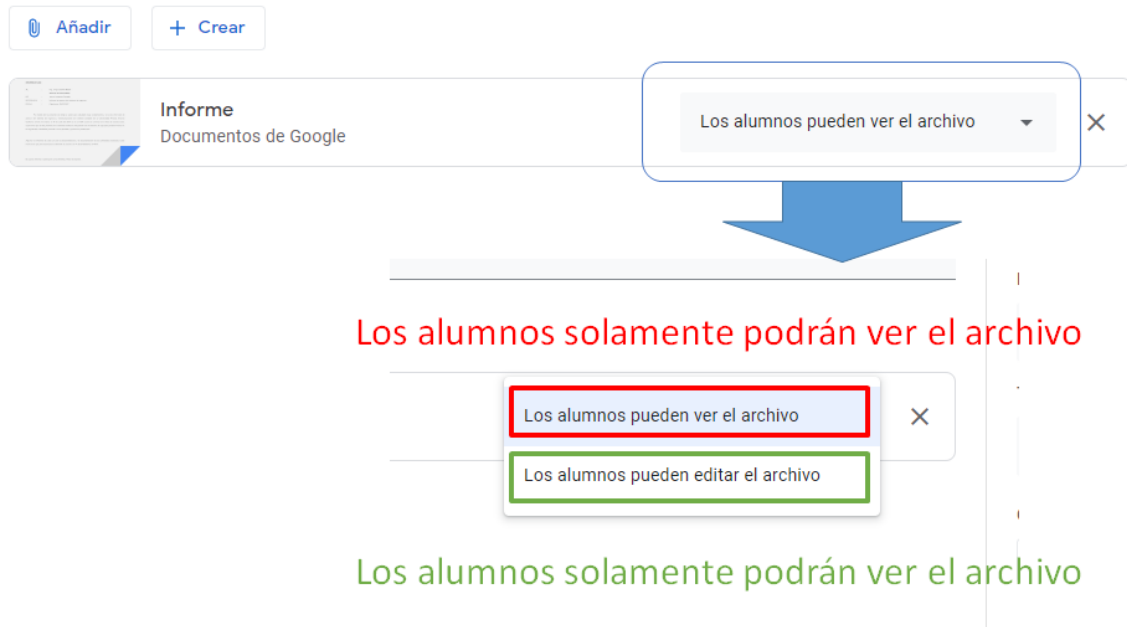 Añadir
Crear
Informe
Documentos de Google
Los alumnos pueden ver el archivo
Los alumnos solamente podrán ver el archivo
Los alumnos pueden ver el archivo
Los alumnos pueden editar el archivo
Los alumnos solamente podrán ver el archivo